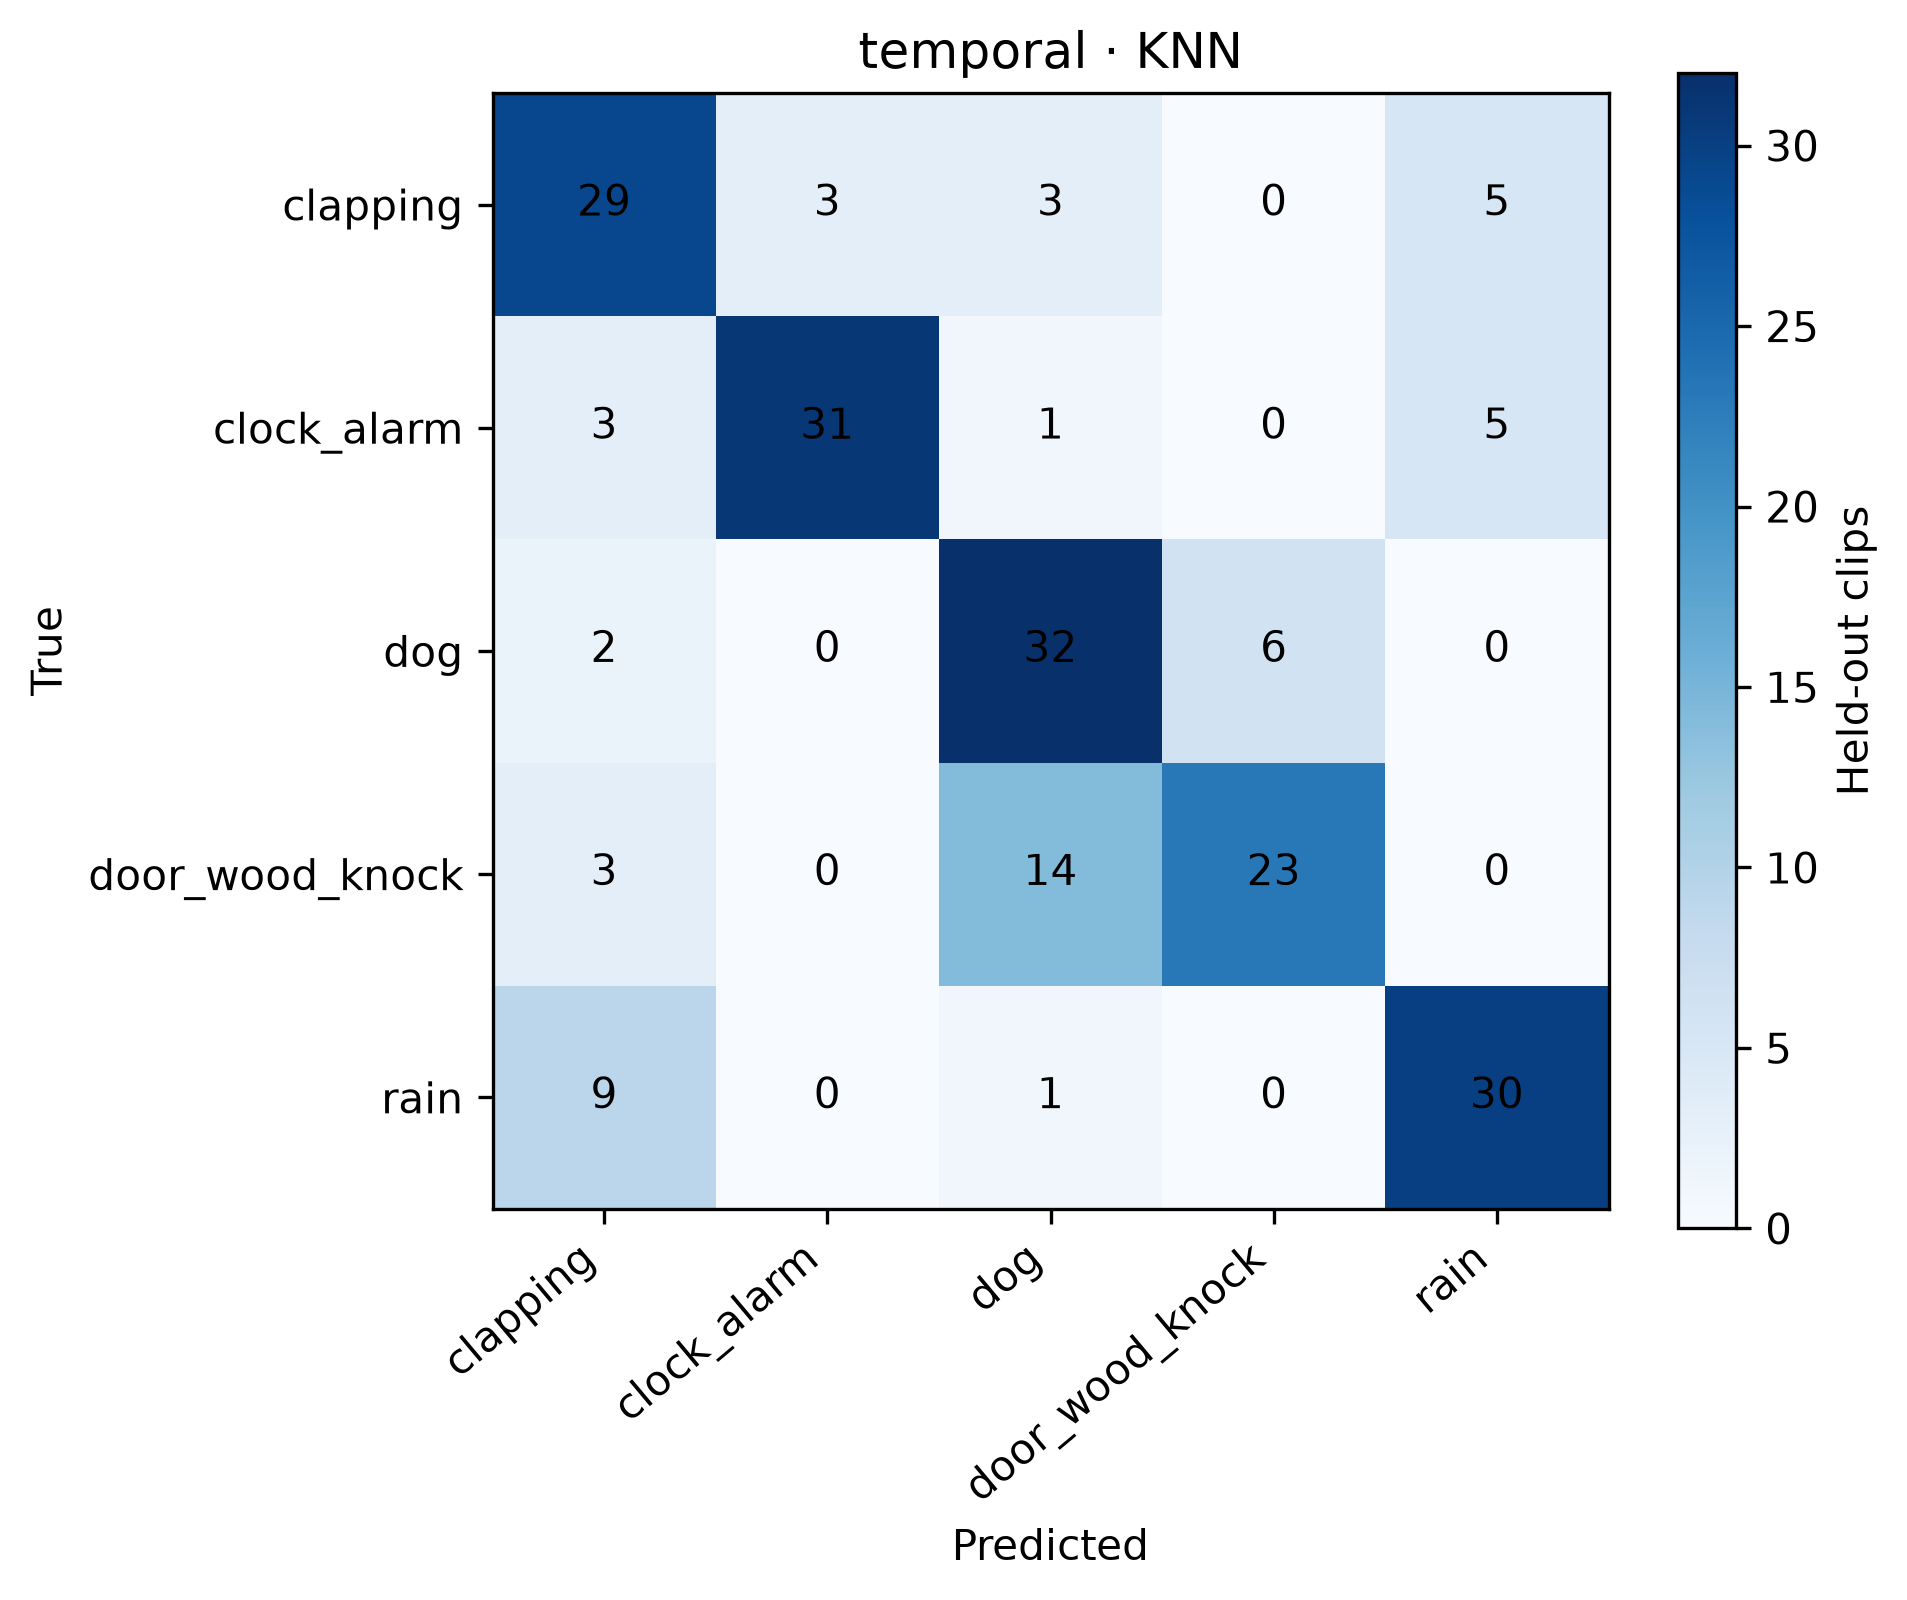 temporal · KNN
clapping 29 3 3 0 5
clock_alarm 3 31 1 0 5
dog 2 0 32 6 0
door_wood_knock 3 0 14 23 0
rain 9 0 1 0 30
True
clapping
clock_alarm
dog
door_wood_knock
rain
Predicted
30
25
20
15
10
5
0
Held-out clips